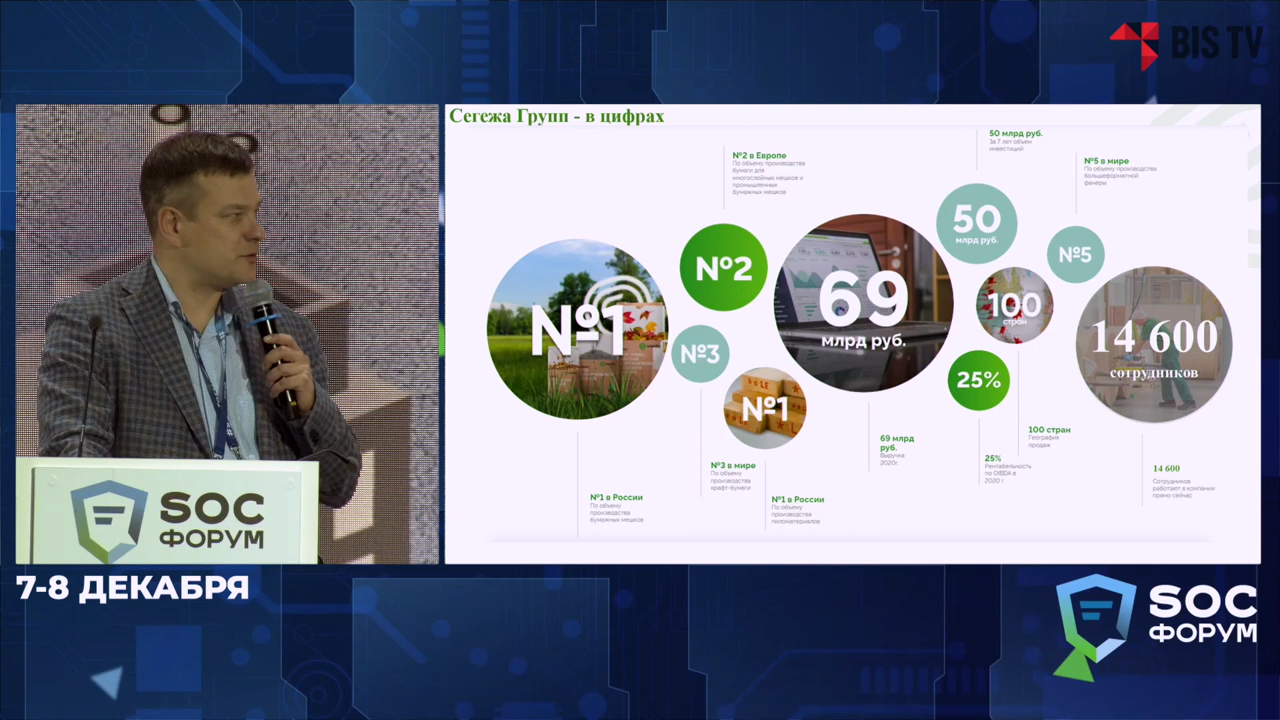 BIS TV
Сегежа Групп - в цифрах
50 млрд руб.
За 7 лет объем
инвестиций
№2 в Европе
По объему производства
бумаги для
многослойных мешков и
промышленных
бумажных мешков
№5 в мире
По объему производства
большеформатной
фанеры
№1
№2
№3
№1
69
млрд руб.
50
млрд руб.
100
стран
25%
№5
14 600
сотрудников
№1 в России
По объему
производства
бумажных мешков
№3 в мире
По объему
производства
крафт-бумаги
№1 в России
По объему
производства
пиломатериалов
69 млрд
руб.
Выручка
2020г.
25%
Рентабельность
по OIBDA в
2020 г
100 стран
География
продаж
14 600
Сотрудников
работают в компании
прямо сейчас
SOC
ФОРУМ
7-8 ДЕКАБРЯ
SOC
ФОРУМ